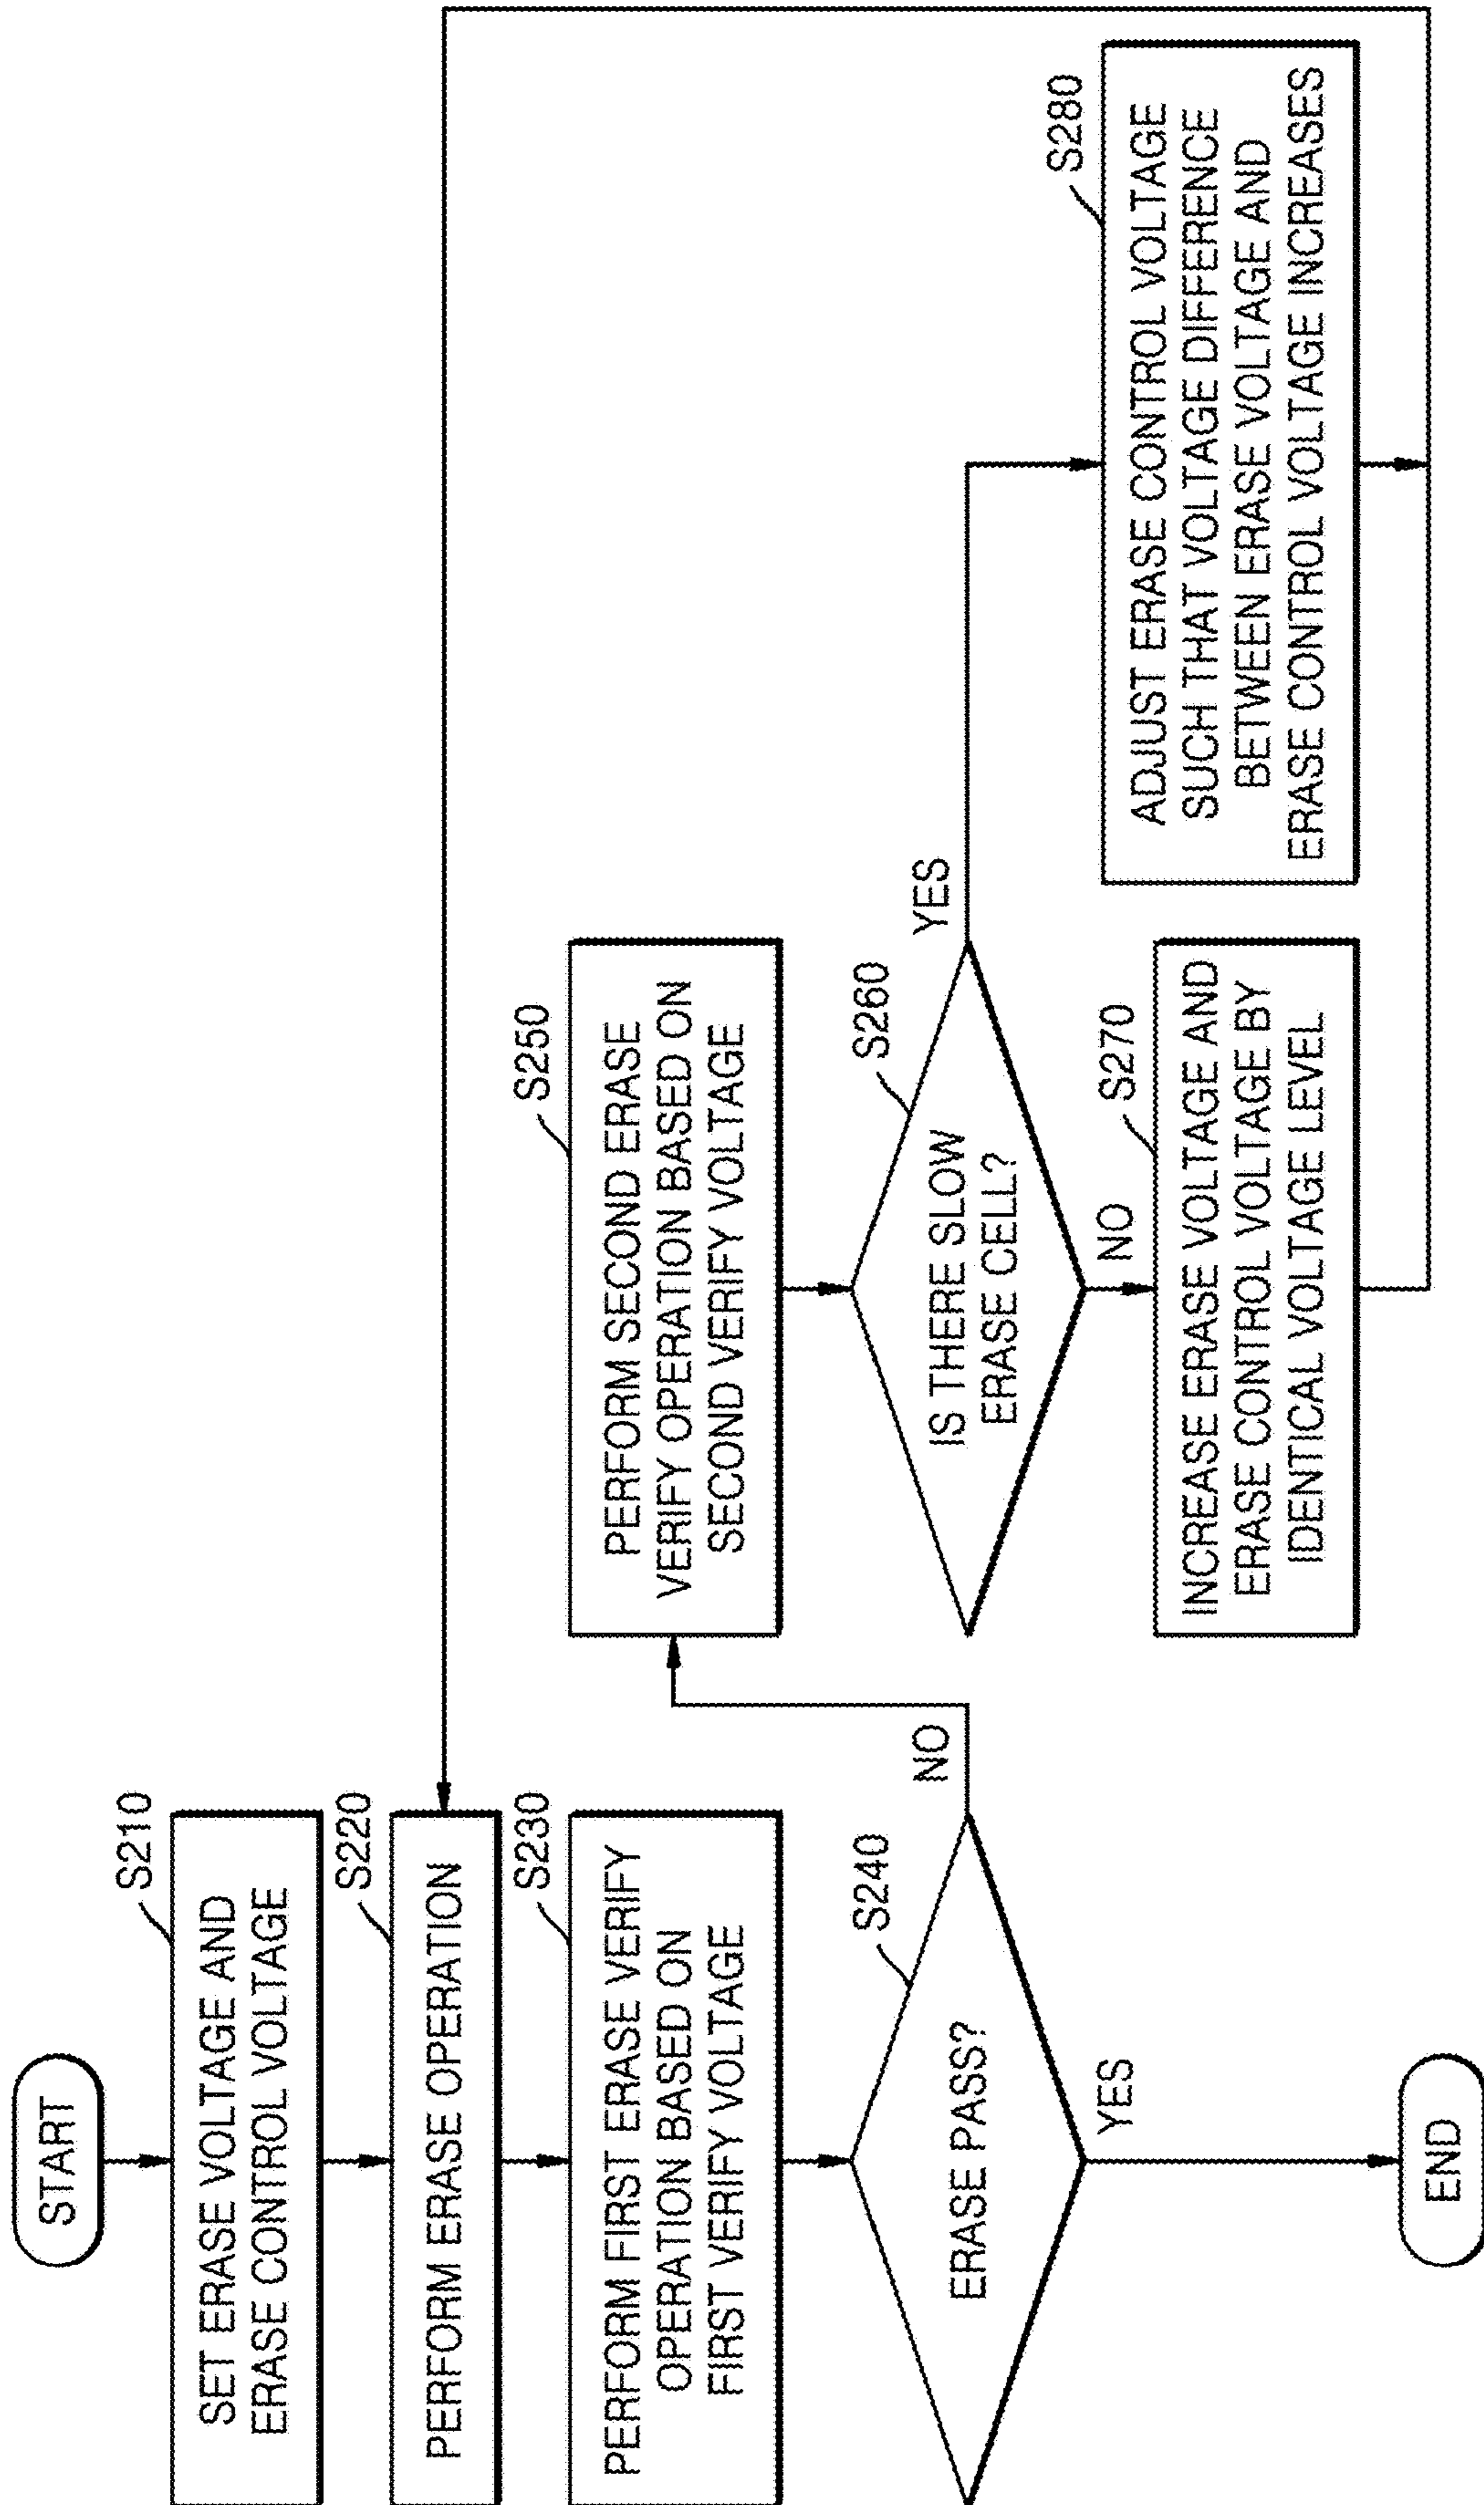 START
S210
SET ERASE VOLTAGE AND
ERASE CONTROL VOLTAGE
S220
PERFORM ERASE OPERATION
S230
PERFORM FIRST ERASE VERIFY
OPERATION BASED ON
FIRST VERIFY VOLTAGE
S240
ERASE PASS?
NO
YES
END
S250
PERFORM SECOND ERASE
VERIFY OPERATION BASED ON
SECOND VERIFY VOLTAGE
S260
IS THERE SLOW
ERASE CELL?
YES
NO
S270
INCREASE ERASE VOLTAGE AND
ERASE CONTROL VOLTAGE BY
IDENTICAL VOLTAGE LEVEL
S280
ADJUST ERASE CONTROL VOLTAGE
SUCH THAT VOLTAGE DIFFERENCE
BETWEEN ERASE VOLTAGE AND
ERASE CONTROL VOLTAGE INCREASES